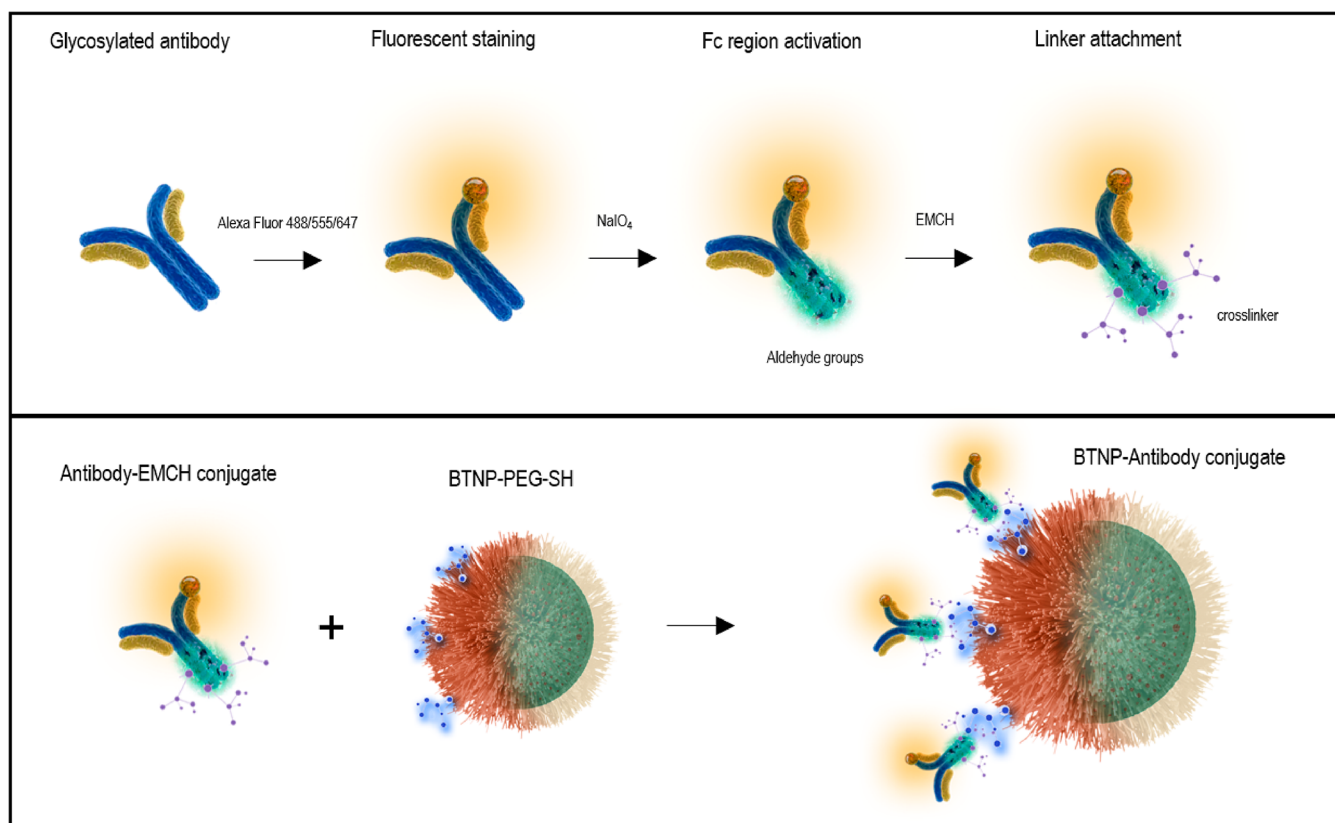 Glycosylated antibody
Fluorescent staining
Fc region activation
Linker attachment
Alexa Fluor 488/555/647
NaIO₄
EMCH
crosslinker
Aldehyde groups
Antibody-EMCH conjugate
BTNP-PEG-SH
BTNP-Antibody conjugate
+